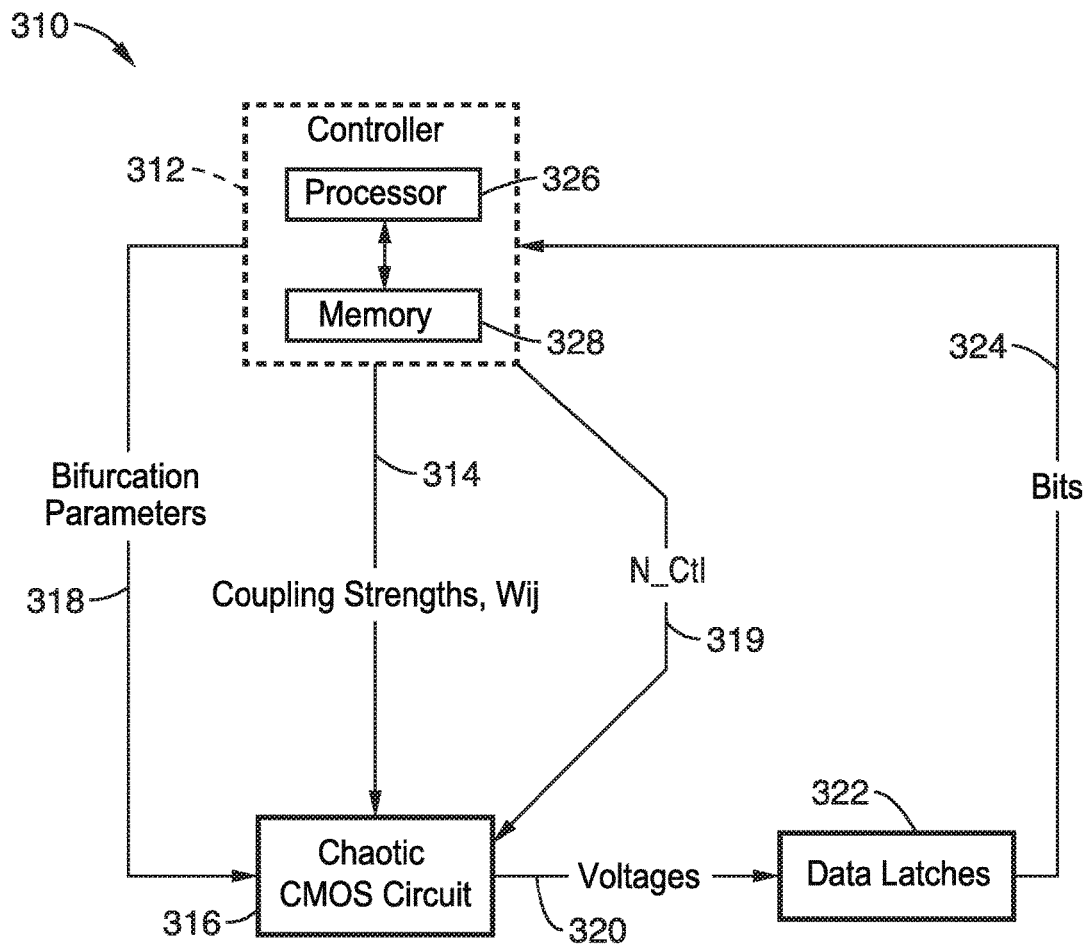 310
Controller
312
Processor
326
Memory
328
324
314
Bifurcation
Parameters
Bits
N_Ctl
Coupling Strengths, Wij
318
319
322
Chaotic
CMOS Circuit
Voltages
Data Latches
316
320